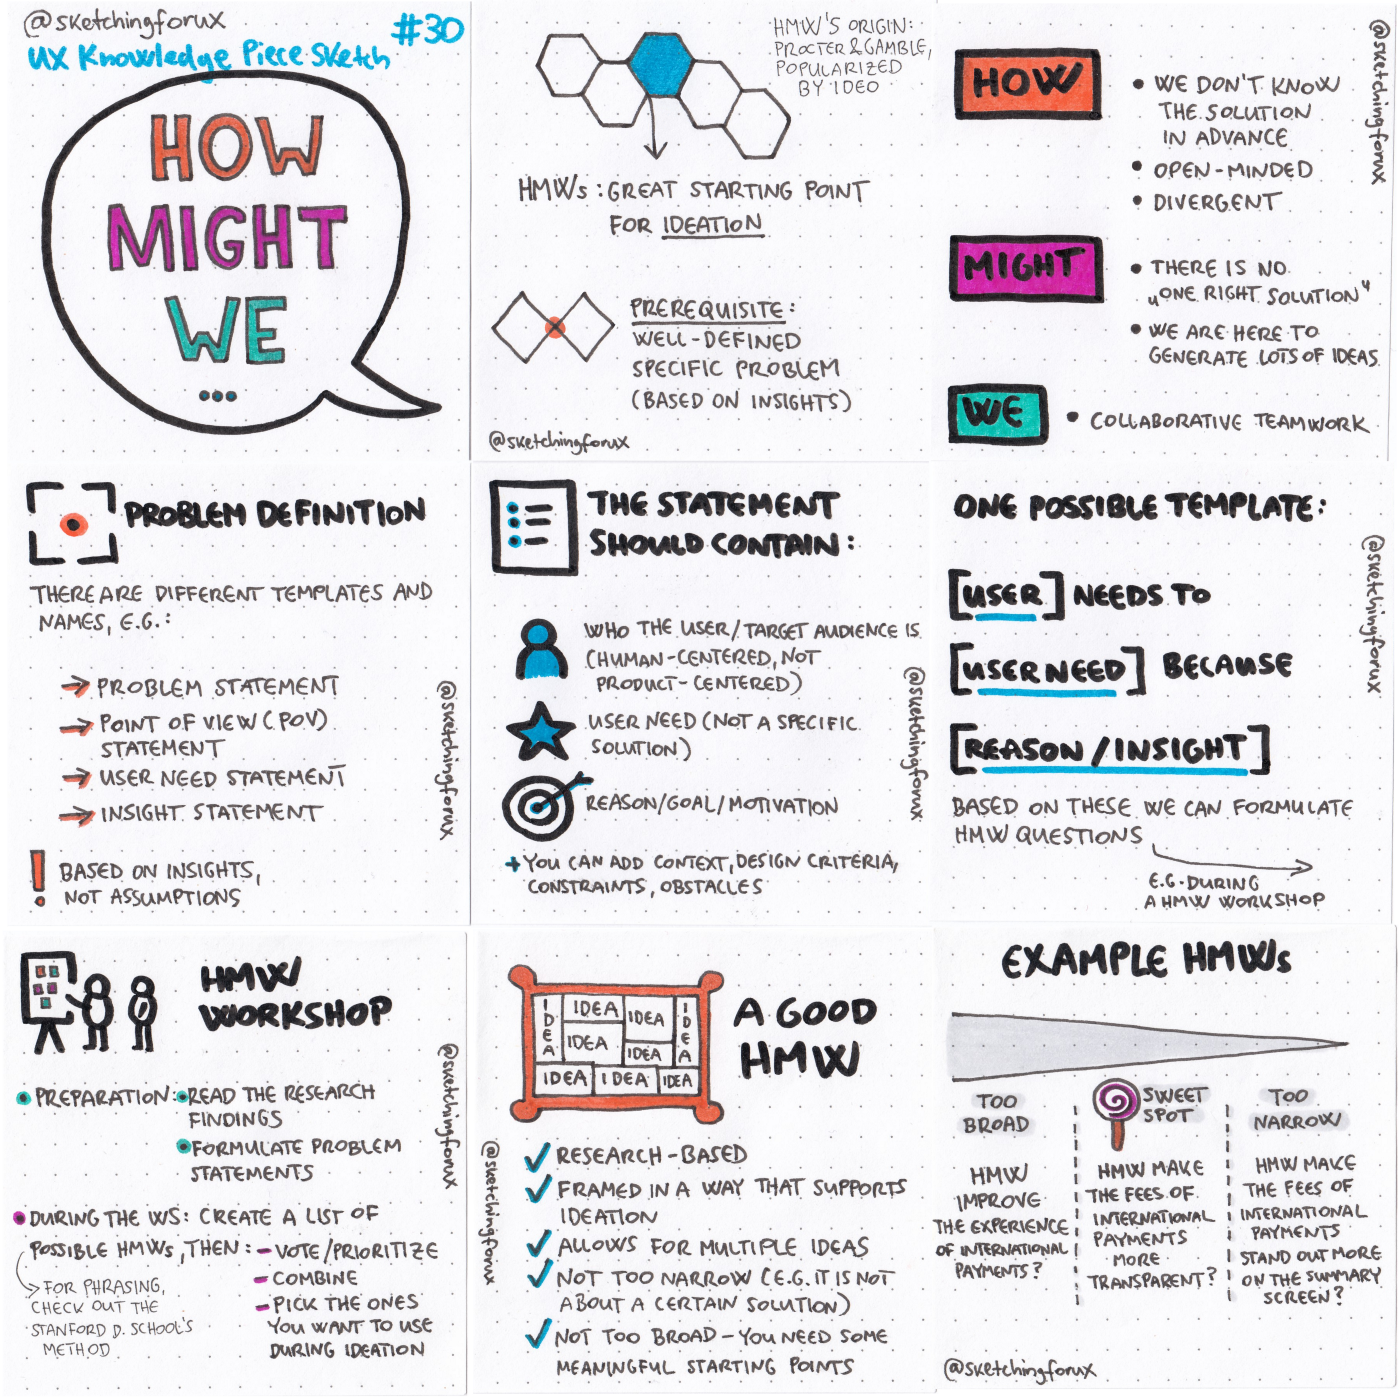 @sketchingforux
#30
UX Knowledge Piece Sketch
HOW
MIGHT
WE
...
HMW'S ORIGIN:
PROCTER & GAMBLE,
POPULARIZED
BY IDEO
HMWs: GREAT STARTING POINT
FOR IDEATION
PREREQUISITE:
WELL-DEFINED
SPECIFIC PROBLEM
(BASED ON INSIGHTS)
@sketchingforux
@sketchingforux
HOW
• WE DON'T KNOW
THE SOLUTION
IN ADVANCE
• OPEN-MINDED
• DIVERGENT
MIGHT
• THERE IS NO
„ONE RIGHT SOLUTION"
• WE ARE HERE TO
GENERATE LOTS OF IDEAS
WE
• COLLABORATIVE TEAMWORK
PROBLEM DEFINITION
THERE ARE DIFFERENT TEMPLATES AND
NAMES, E.G.:
→ PROBLEM STATEMENT
→ POINT OF VIEW (POV)
STATEMENT
→ USER NEED STATEMENT
→ INSIGHT STATEMENT
! BASED ON INSIGHTS,
NOT ASSUMPTIONS
@sketchingforux
THE STATEMENT
SHOULD CONTAIN:
WHO THE USER/TARGET AUDIENCE IS
(HUMAN-CENTERED, NOT
PRODUCT-CENTERED)
USER NEED (NOT A SPECIFIC
SOLUTION)
REASON/GOAL/MOTIVATION
+ YOU CAN ADD CONTEXT, DESIGN CRITERIA,
CONSTRAINTS, OBSTACLES
@sketchingforux
ONE POSSIBLE TEMPLATE:
[USER] NEEDS TO
[USER NEED] BECAUSE
[REASON/INSIGHT]
BASED ON THESE WE CAN FORMULATE
HMW QUESTIONS
E.G. DURING
A HMW WORKSHOP
@sketchingforux
HMW
WORKSHOP
• PREPARATION: • READ THE RESEARCH
FINDINGS
• FORMULATE PROBLEM
STATEMENTS
• DURING THE WS: CREATE A LIST OF
POSSIBLE HMWs, THEN: - VOTE/PRIORITIZE
- COMBINE
- PICK THE ONES
YOU WANT TO USE
DURING IDEATION
FOR PHRASING,
CHECK OUT THE
STANFORD D. SCHOOL'S
METHOD
@sketchingforux
IDEA
IDEA
IDEA
IDEA
IDEA
IDEA
IDEA
IDEA
IDEA
A GOOD
HMW
✓ RESEARCH-BASED
✓ FRAMED IN A WAY THAT SUPPORTS
IDEATION
✓ ALLOWS FOR MULTIPLE IDEAS
✓ NOT TOO NARROW (E.G. IT IS NOT
ABOUT A CERTAIN SOLUTION)
✓ NOT TOO BROAD - YOU NEED SOME
MEANINGFUL STARTING POINTS
@sketchingforux
EXAMPLE HMWs
TOO
BROAD
HMW
IMPROVE
THE EXPERIENCE
OF INTERNATIONAL
PAYMENTS?
SWEET
SPOT
HMW MAKE
THE FEES OF
INTERNATIONAL
PAYMENTS
MORE
TRANSPARENT?
TOO
NARROW
HMW MAKE
THE FEES OF
INTERNATIONAL
PAYMENTS
STAND OUT MORE
ON THE SUMMARY
SCREEN?
@sketchingforux